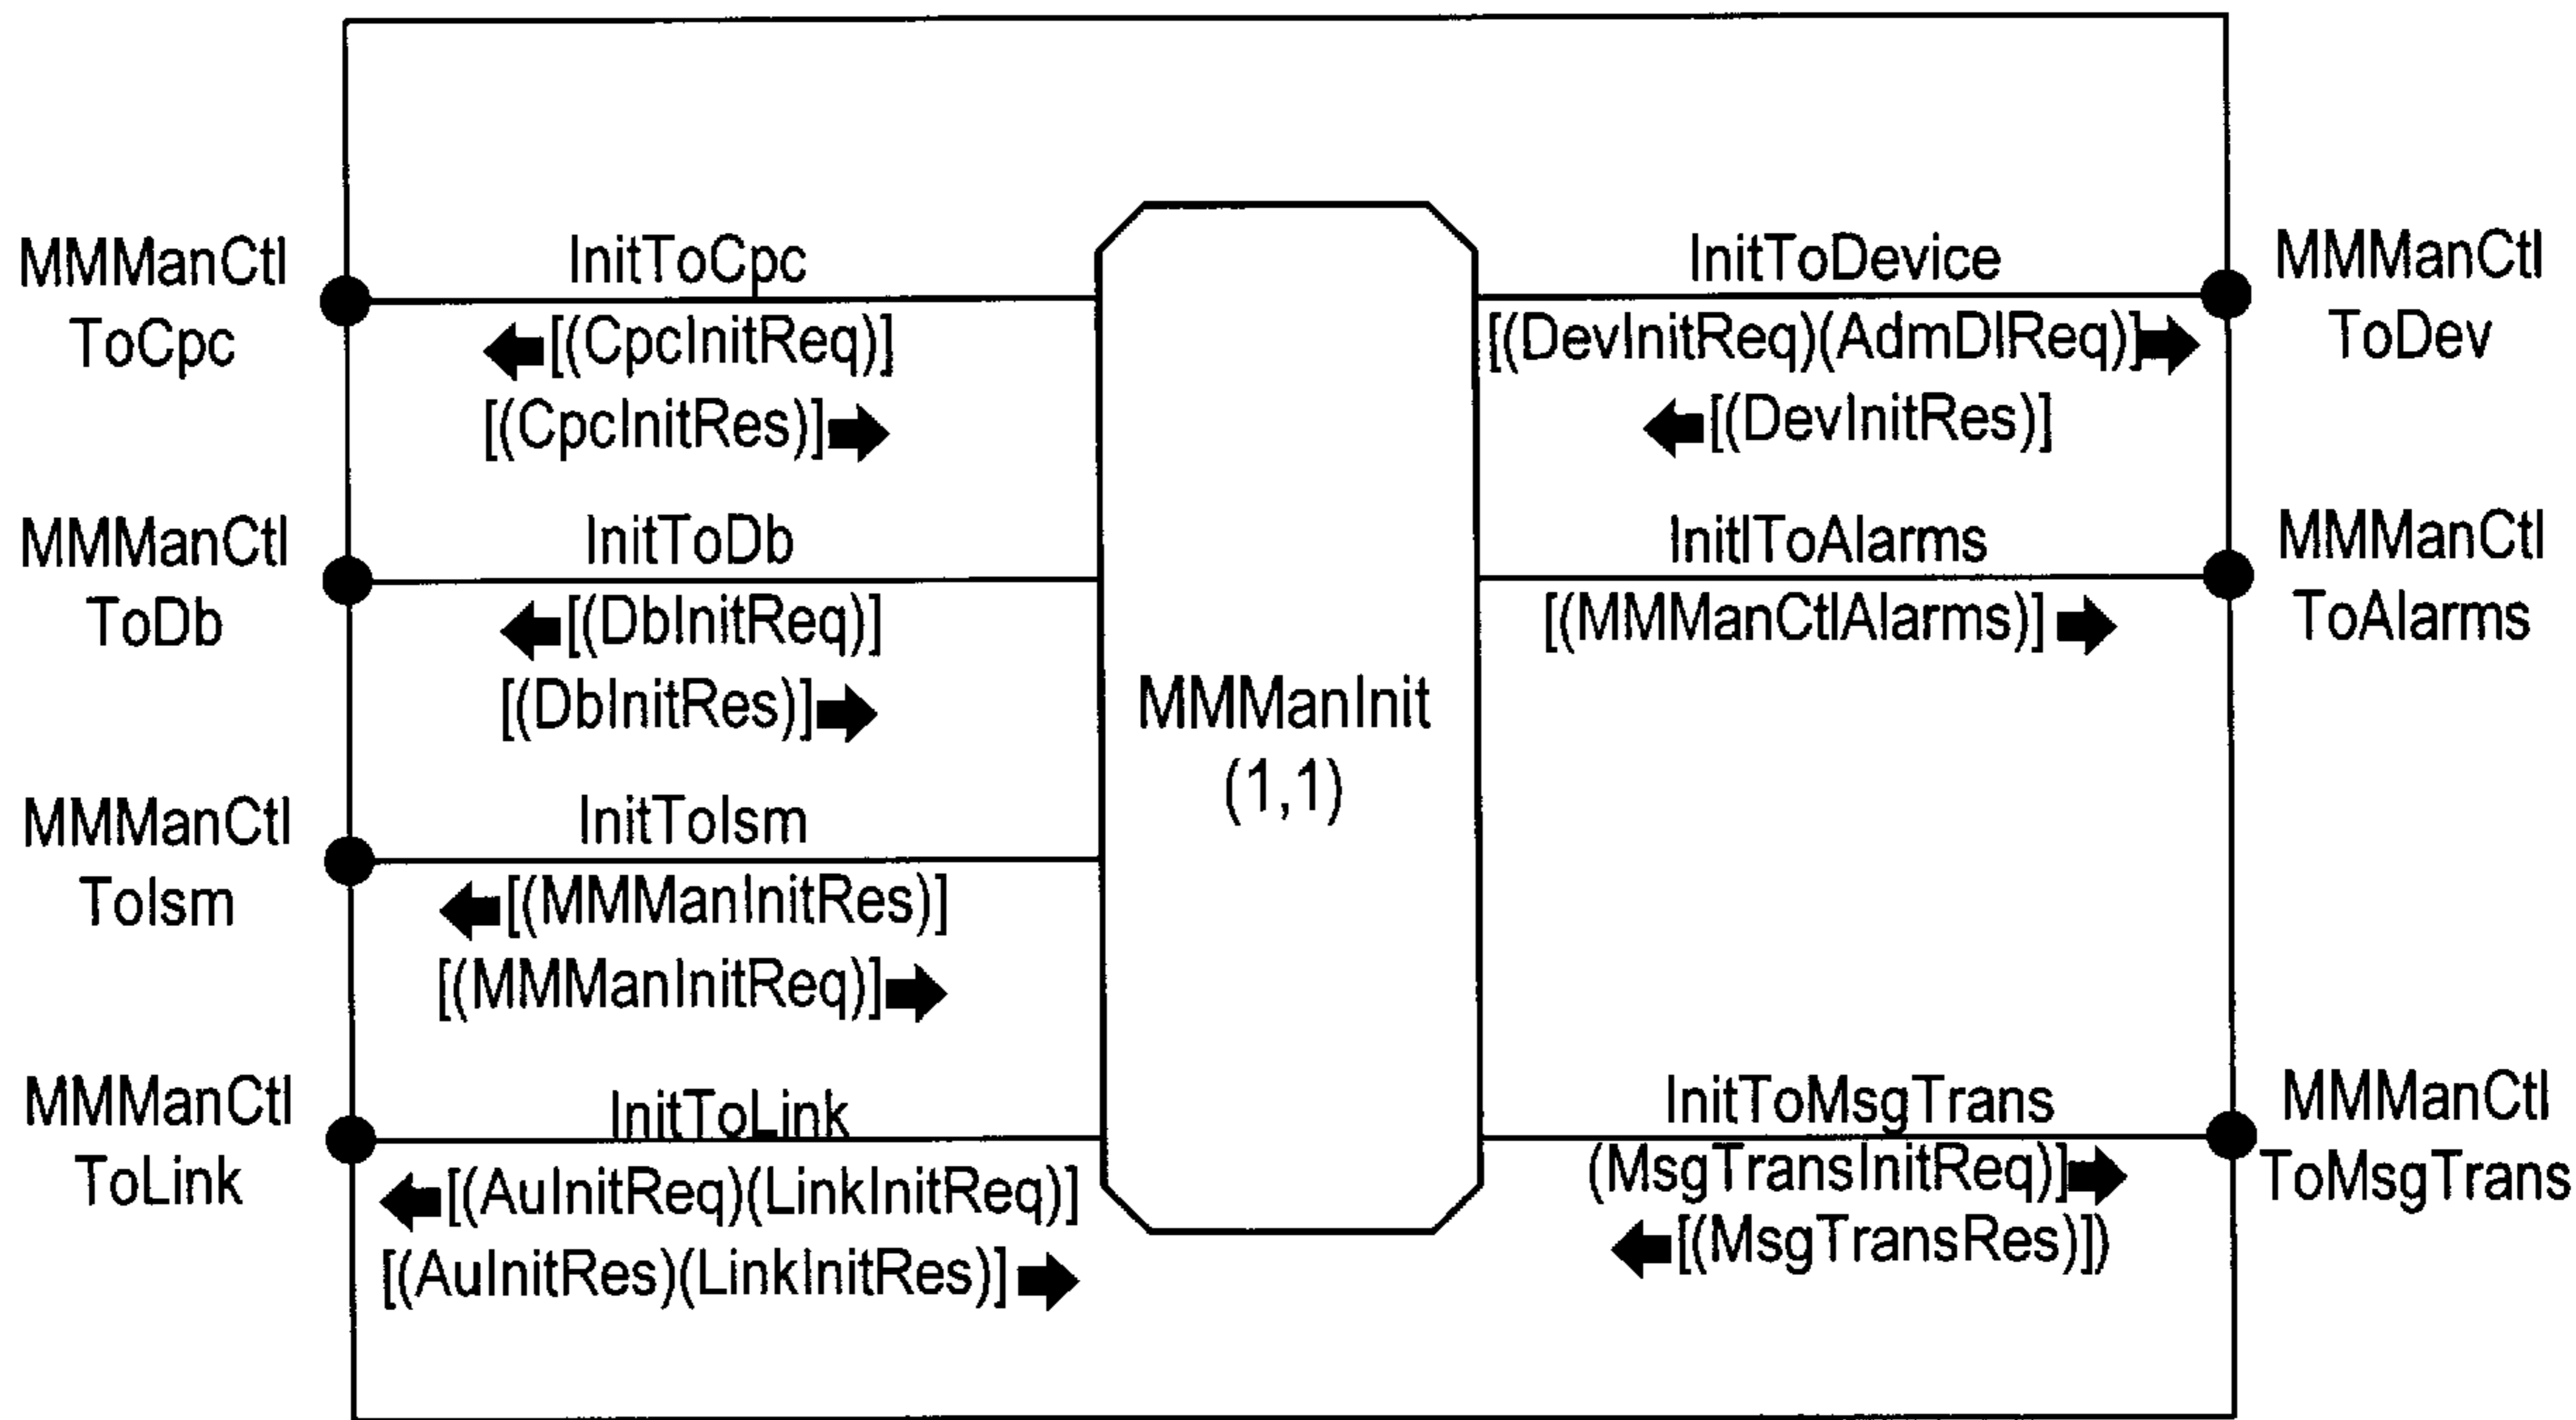 MMManCtl
ToCpc
InitToCpc
[(CpcInitReq)]
[(CpcInitRes)]
MMManCtl
ToDb
InitToDb
[(DbInitReq)]
[(DbInitRes)]
MMManCtl
ToIsm
InitToIsm
[(MMManInitRes)]
[(MMManInitReq)]
MMManCtl
ToLink
InitToLink
[(AuInitReq)(LinkInitReq)]
[(AuInitRes)(LinkInitRes)]
MMManInit
(1,1)
InitToDevice
[(DevInitReq)(AdmDlReq)]
[(DevInitRes)]
MMManCtl
ToDev
InitlToAlarms
[(MMManCtlAlarms)]
MMManCtl
ToAlarms
InitToMsgTrans
(MsgTransInitReq)]
[(MsgTransRes)])
MMManCtl
ToMsgTrans